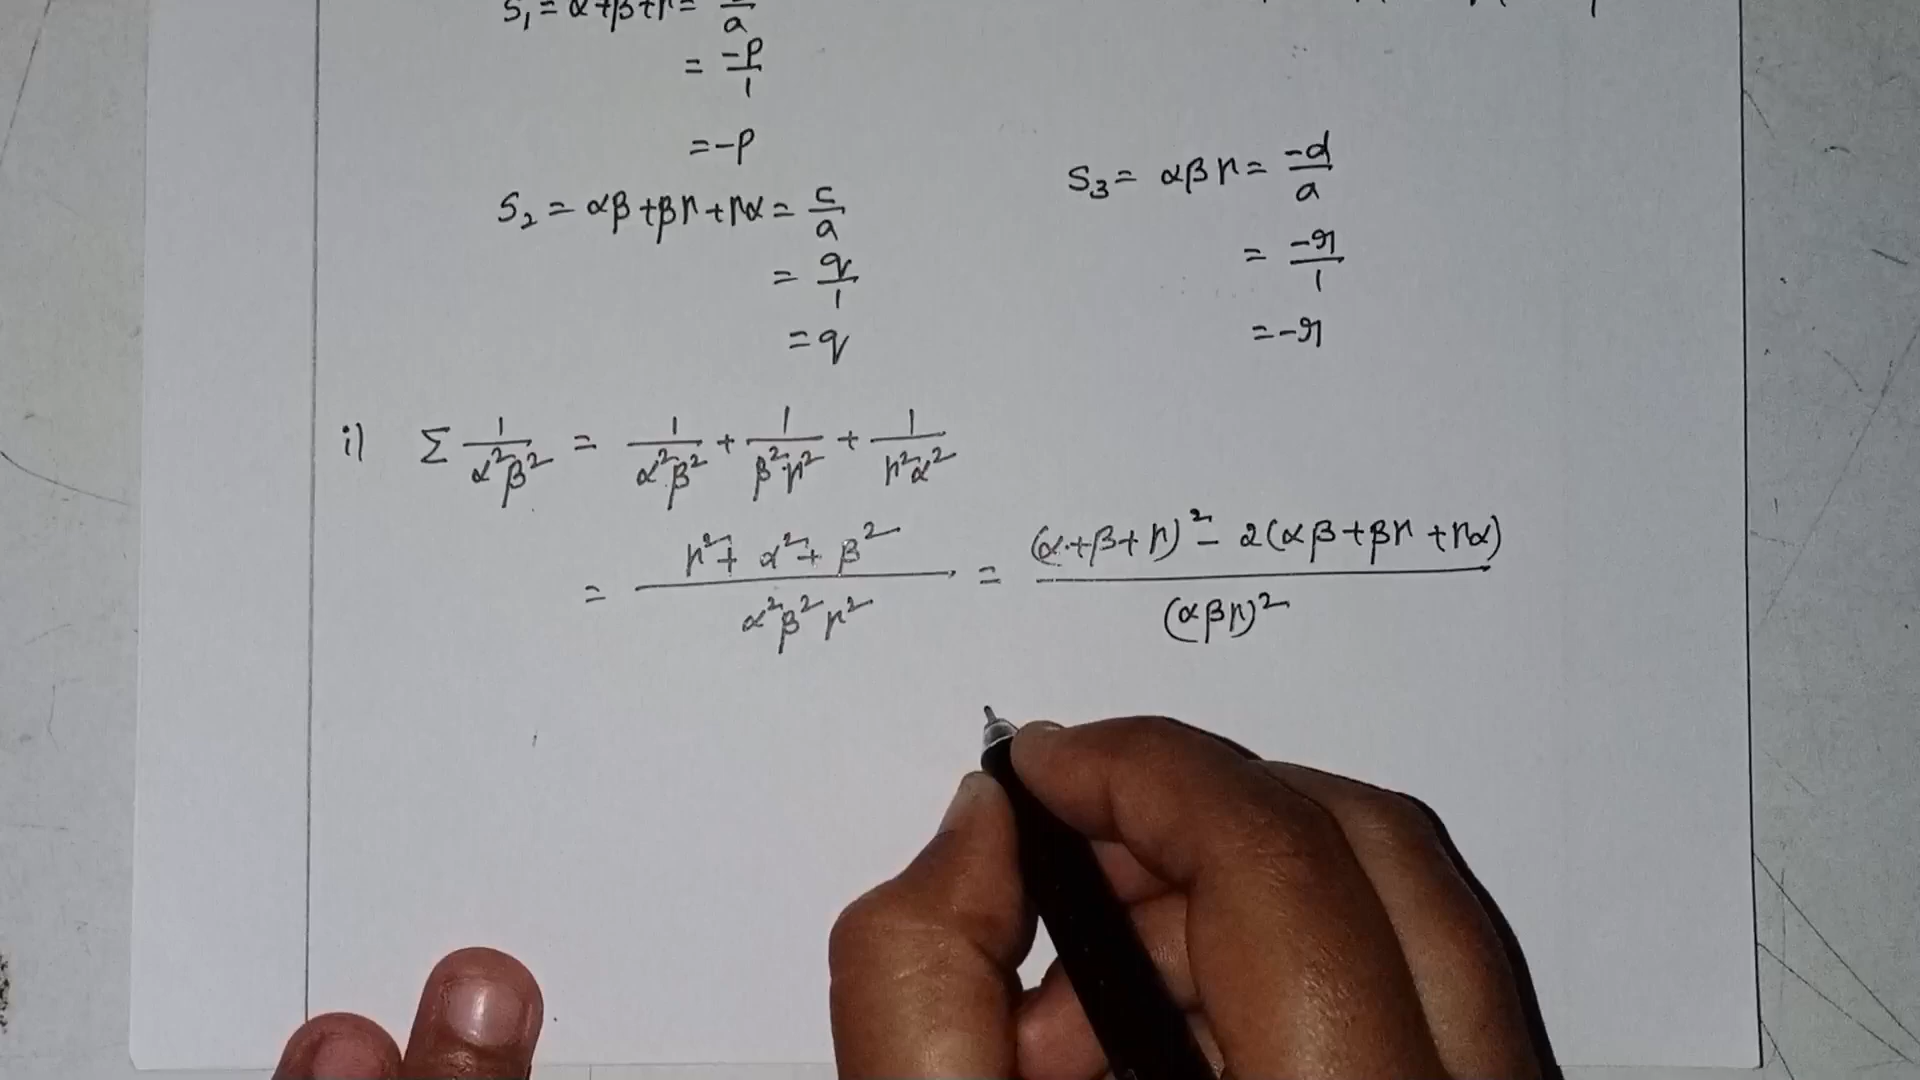 S₁ = α+β+γ = /a
= -p/1
= -p
S₂ = αβ+βγ+γα = c/a
= q/1
= q
S₃ = αβγ = -d/a
= -r/1
= -r
i) Σ 1/α²β² = 1/α²β² + 1/β²γ² + 1/γ²α²
= (γ²+α²+β²)/α²β²γ² = ((α+β+γ)² - 2(αβ+βγ+γα))/(αβγ)²